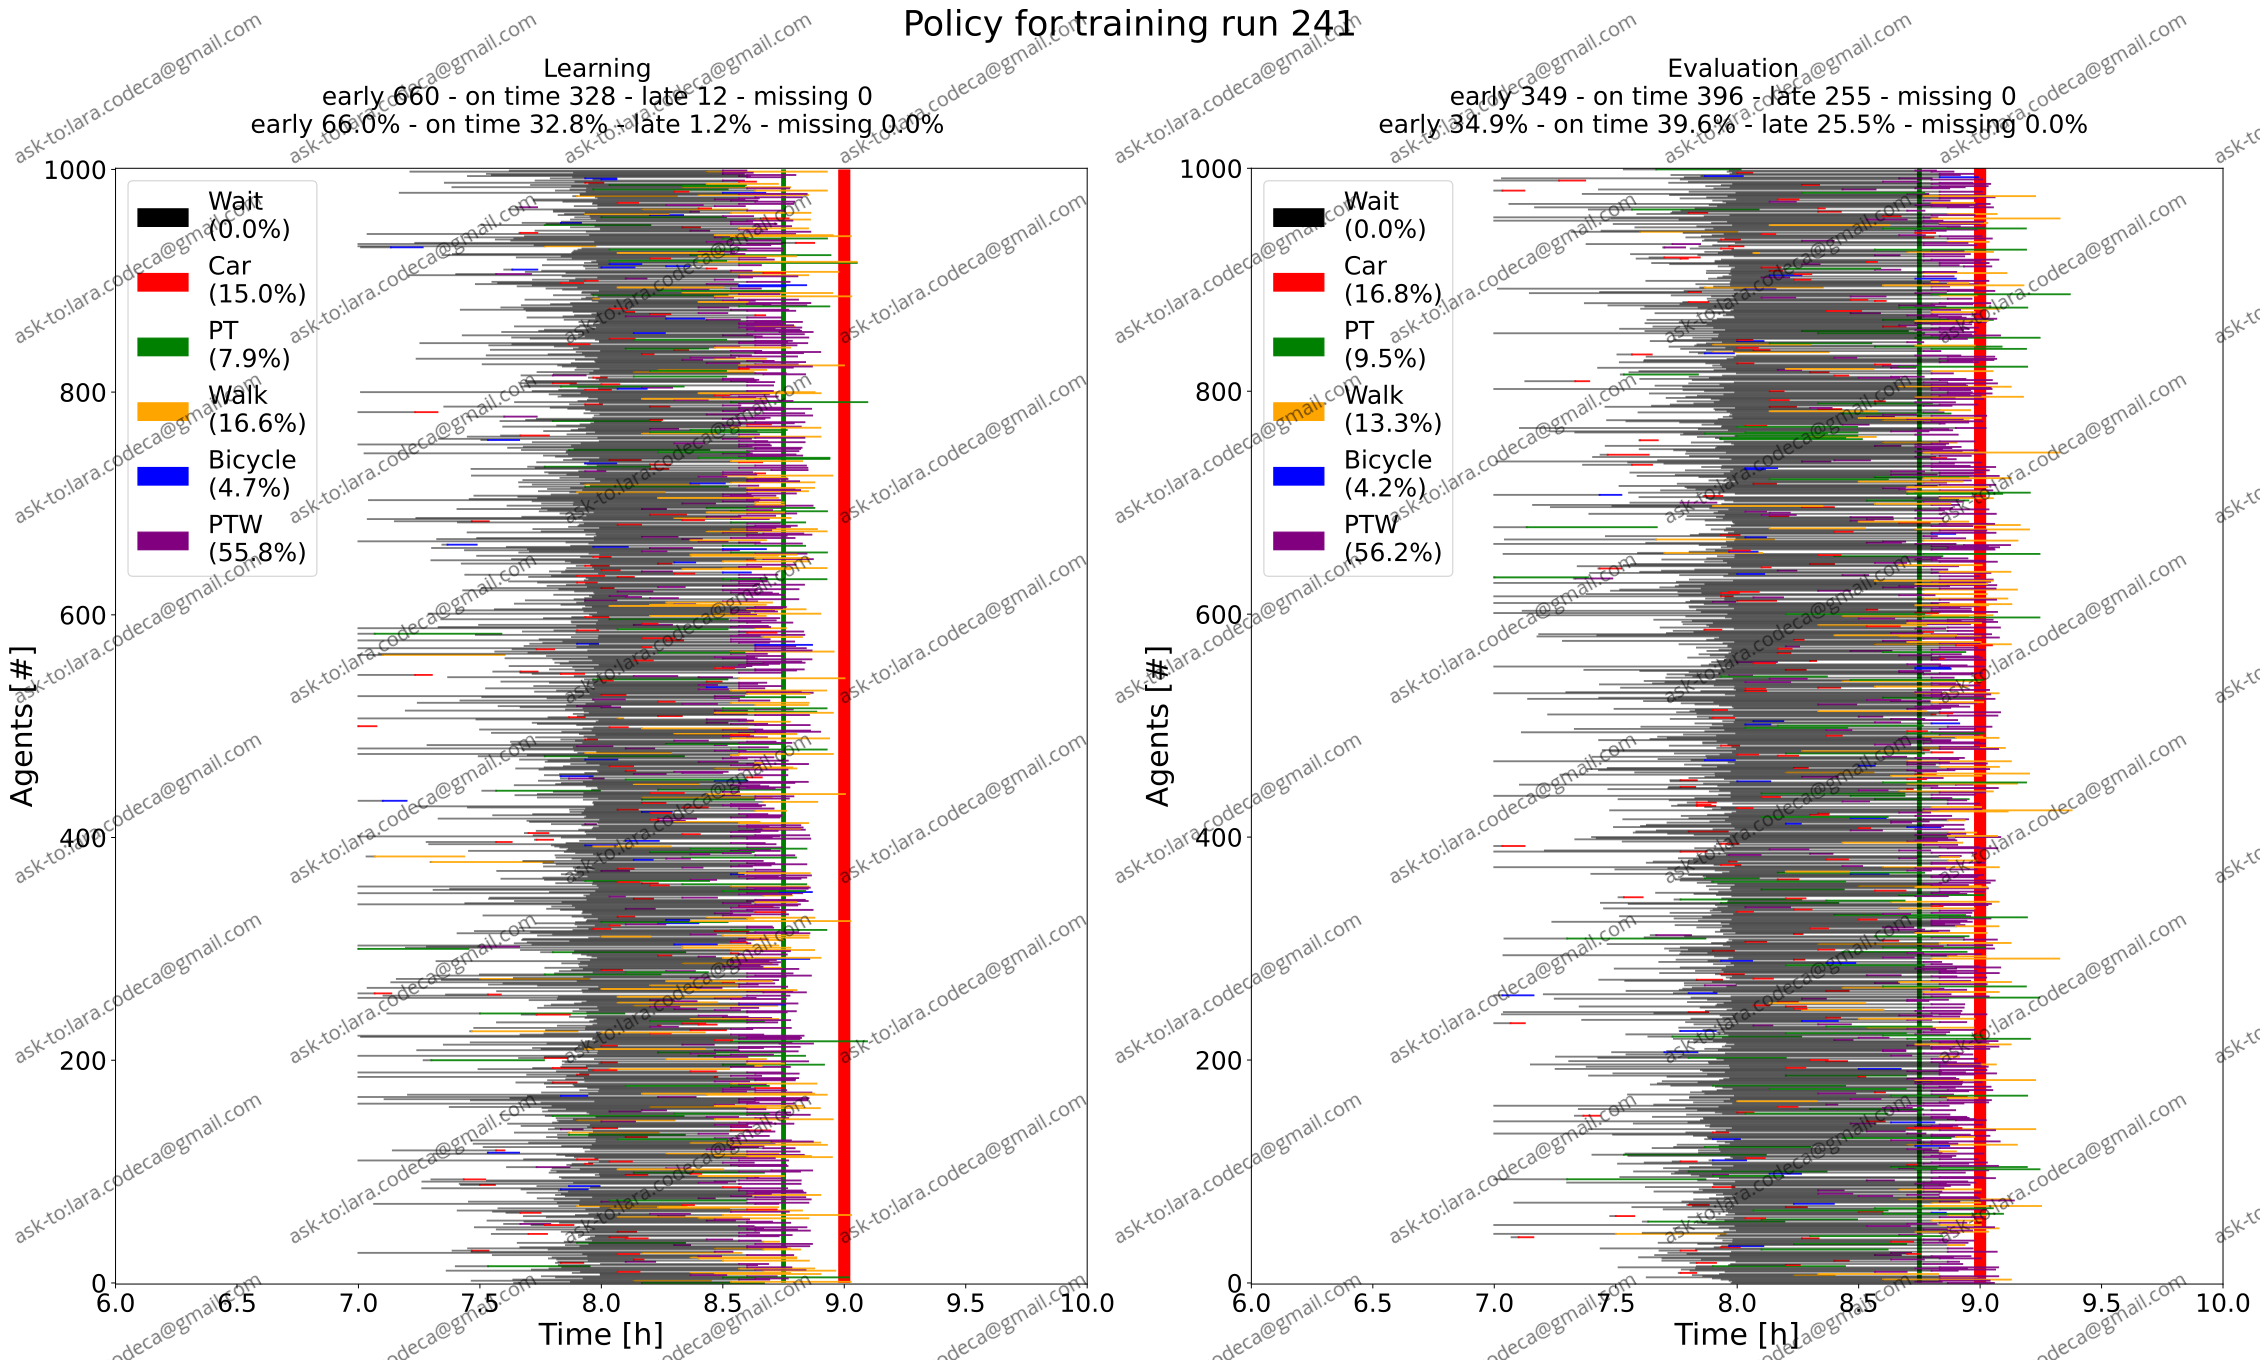 Policy for training run 241
Learning
early 660 - on time 328 - late 12 - missing 0
early 66.0% - on time 32.8% - late 1.2% - missing 0.0%
1000
800
600
400
200
0
Agents [#]
Wait
(0.0%)
Car
(15.0%)
PT
(7.9%)
Walk
(16.6%)
Bicycle
(4.7%)
PTW
(55.8%)
6.0 6.5 7.0 7.5 8.0 8.5 9.0 9.5 10.0
Time [h]
Evaluation
early 349 - on time 396 - late 255 - missing 0
early 34.9% - on time 39.6% - late 25.5% - missing 0.0%
1000
800
600
400
200
0
Agents [#]
Wait
(0.0%)
Car
(16.8%)
PT
(9.5%)
Walk
(13.3%)
Bicycle
(4.2%)
PTW
(56.2%)
6.0 6.5 7.0 7.5 8.0 8.5 9.0 9.5 10.0
Time [h]
ask-to:lara.codeca@gmail.com